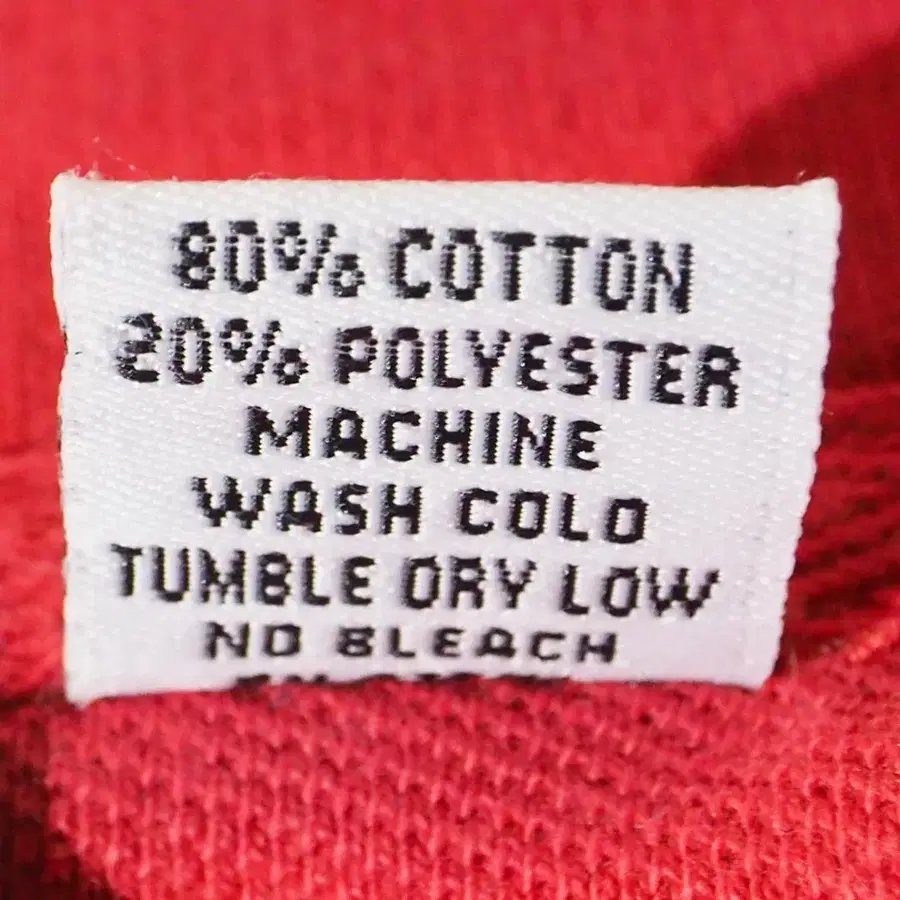 80% COTTON
20% POLYESTER
MACHINE
WASH COLD
TUMBLE DRY LOW
NO BLEACH